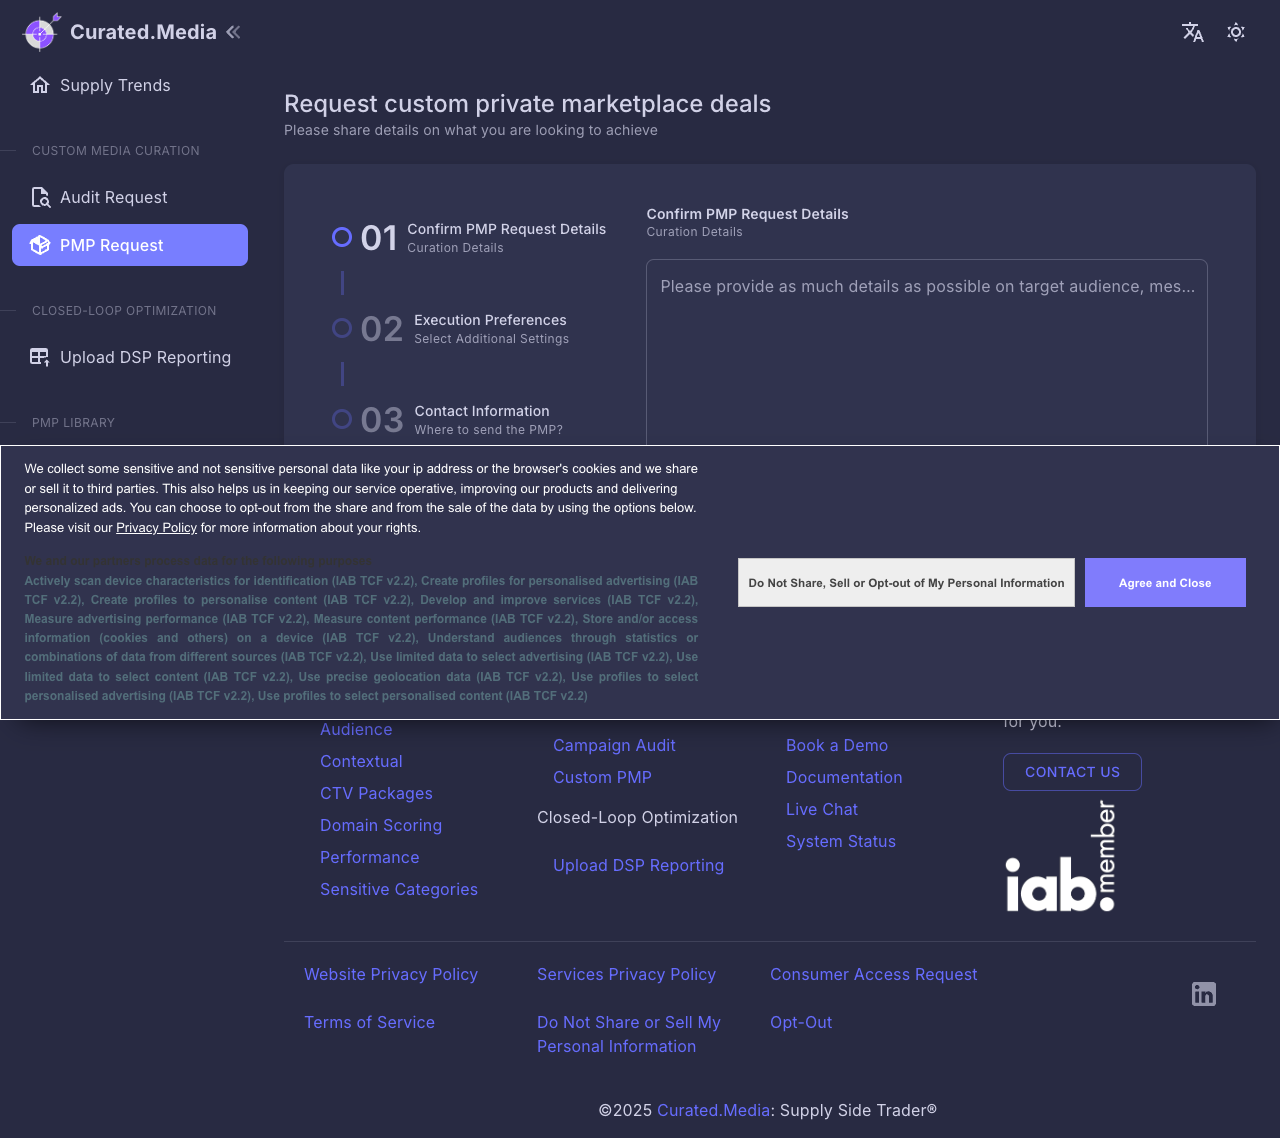 Curated.Media
Supply Trends
CUSTOM MEDIA CURATION
Audit Request
PMP Request
CLOSED-LOOP OPTIMIZATION
Upload DSP Reporting
PMP LIBRARY
Request custom private marketplace deals
Please share details on what you are looking to achieve
01
Confirm PMP Request Details
Curation Details
02
Execution Preferences
Select Additional Settings
03
Contact Information
Where to send the PMP?
Confirm PMP Request Details
Curation Details
Please provide as much details as possible on target audience, mes...
We collect some sensitive and not sensitive personal data like your ip address or the browser's cookies and we share
or sell it to third parties. This also helps us in keeping our service operative, improving our products and delivering
personalized ads. You can choose to opt-out from the share and from the sale of the data by using the options below.
Please visit our Privacy Policy for more information about your rights.
Actively scan device characteristics for identification (IAB TCF v2.2), Create profiles for personalised advertising (IAB
TCF v2.2), Create profiles to personalise content (IAB TCF v2.2), Develop and improve services (IAB TCF v2.2),
Measure advertising performance (IAB TCF v2.2), Measure content performance (IAB TCF v2.2), Store and/or access
information (cookies and others) on a device (IAB TCF v2.2), Understand audiences through statistics or
combinations of data from different sources (IAB TCF v2.2), Use limited data to select advertising (IAB TCF v2.2), Use
limited data to select content (IAB TCF v2.2), Use precise geolocation data (IAB TCF v2.2), Use profiles to select
personalised advertising (IAB TCF v2.2), Use profiles to select personalised content (IAB TCF v2.2)
Do Not Share, Sell or Opt-out of My Personal Information
Agree and Close
Audience
Contextual
CTV Packages
Domain Scoring
Performance
Sensitive Categories
Campaign Audit
Custom PMP
Closed-Loop Optimization
Upload DSP Reporting
Book a Demo
Documentation
Live Chat
System Status
for you.
CONTACT US
iab.
member
Website Privacy Policy
Services Privacy Policy
Consumer Access Request
Terms of Service
Do Not Share or Sell My
Personal Information
Opt-Out
©2025 Curated.Media: Supply Side Trader®